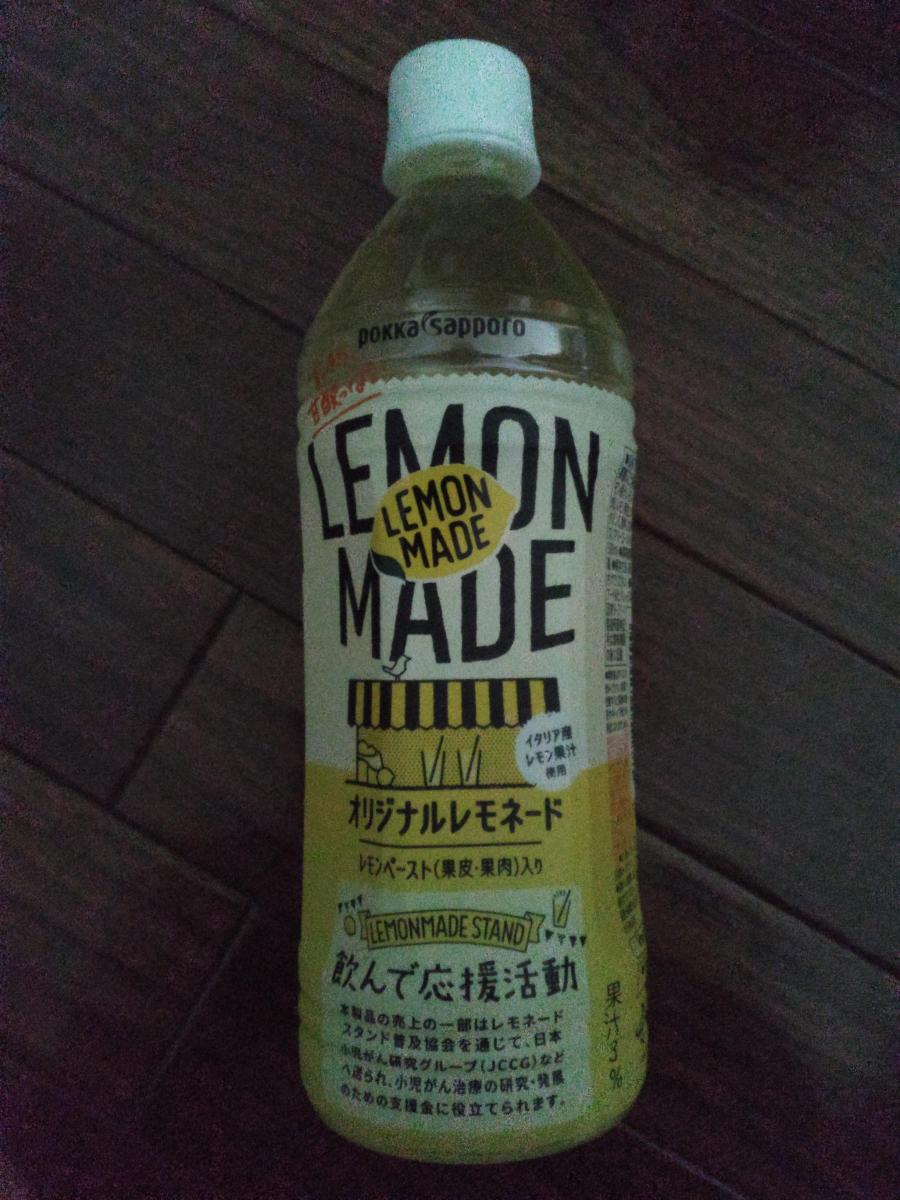 pokka sapporo
甘酸っぱ
LEMON
MADE
LEMON
MADE
イタリア産
レモン果汁
使用
オリジナルレモネード
レモンペースト(果皮・果肉)入り
LEMONMADE STAND
飲んで応援活動
本製品の売上の一部はレモネード
スタンド普及協会を通じて、日本
小児がん研究グループ(JCCG)など
へ送られ、小児がん治療の研究・発展
のための支援金に役立てられます。
果汁3%